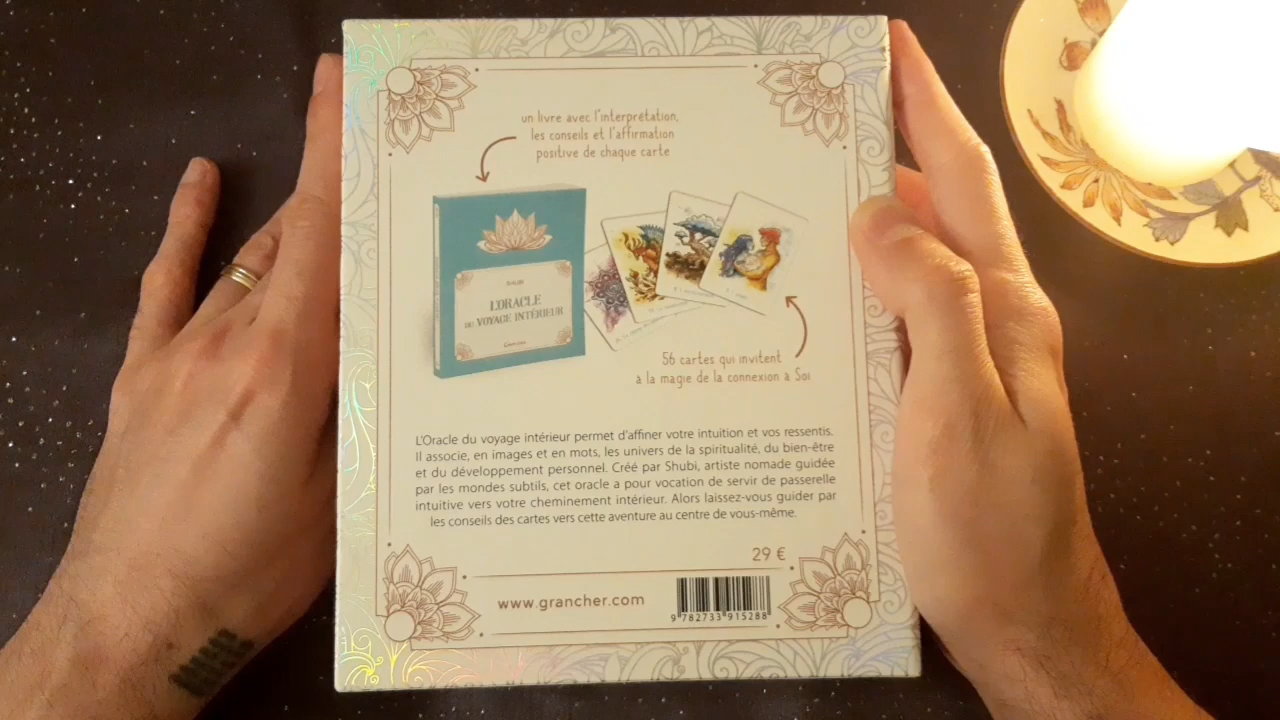 un livre avec l'interprétation,
les conseils et l'affirmation
positive de chaque carte
SHUBI
L'ORACLE
DU VOYAGE INTÉRIEUR
56 cartes qui invitent
à la magie de la connexion à Soi
L'Oracle du voyage intérieur permet d'affiner votre intuition et vos ressentis.
Il associe, en images et en mots, les univers de la spiritualité, du bien-être
et du développement personnel. Créé par Shubi, artiste nomade guidée
par les mondes subtils, cet oracle a pour vocation de servir de passerelle
intuitive vers votre cheminement intérieur. Alors laissez-vous guider par
les conseils des cartes vers cette aventure au centre de vous-même.
29 €
www.grancher.com
9 782733 915288